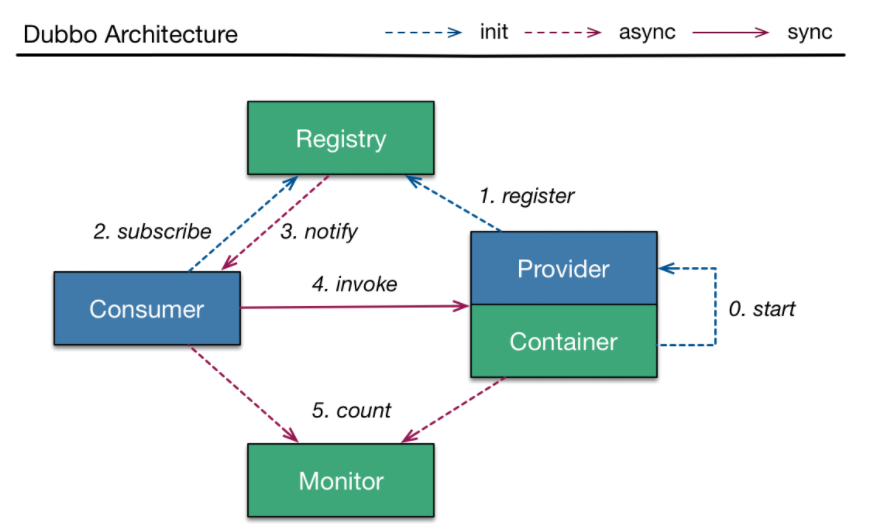 Dubbo Architecture
init
async
sync
Registry
1. register
2. subscribe
3. notify
Provider
Consumer
4. invoke
0. start
Container
5. count
Monitor